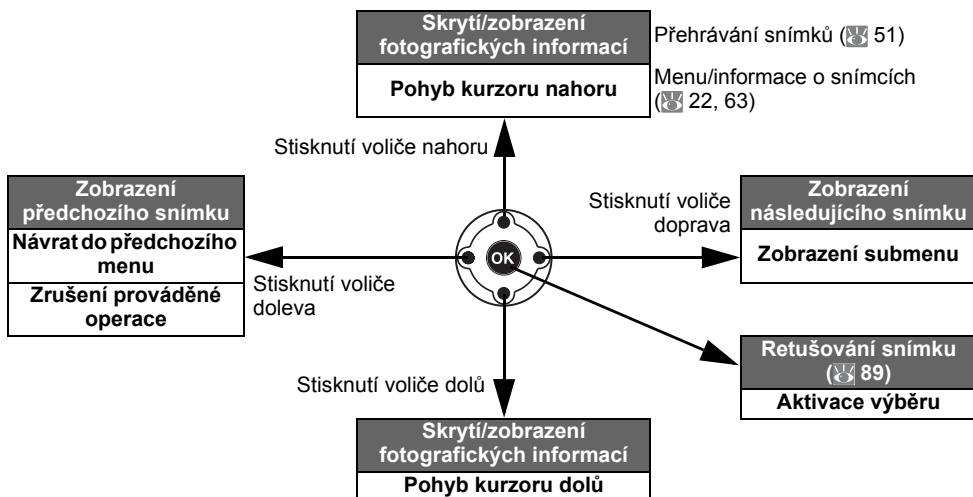 Skrytí/zobrazení
fotografických informací
Pohyb kurzoru nahoru
Přehrávání snímků ( 51)
Menu/informace o snímcích
( 22, 63)
Stisknutí voliče nahoru
Zobrazení
předchozího snímku
Návrat do předchozího
menu
Zrušení prováděné
operace
Stisknutí voliče
doleva
OK
Stisknutí voliče
doprava
Zobrazení
následujícího snímku
Zobrazení submenu
Retušování snímku
( 89)
Aktivace výběru
Stisknutí voliče dolů
Skrytí/zobrazení
fotografických informací
Pohyb kurzoru dolů